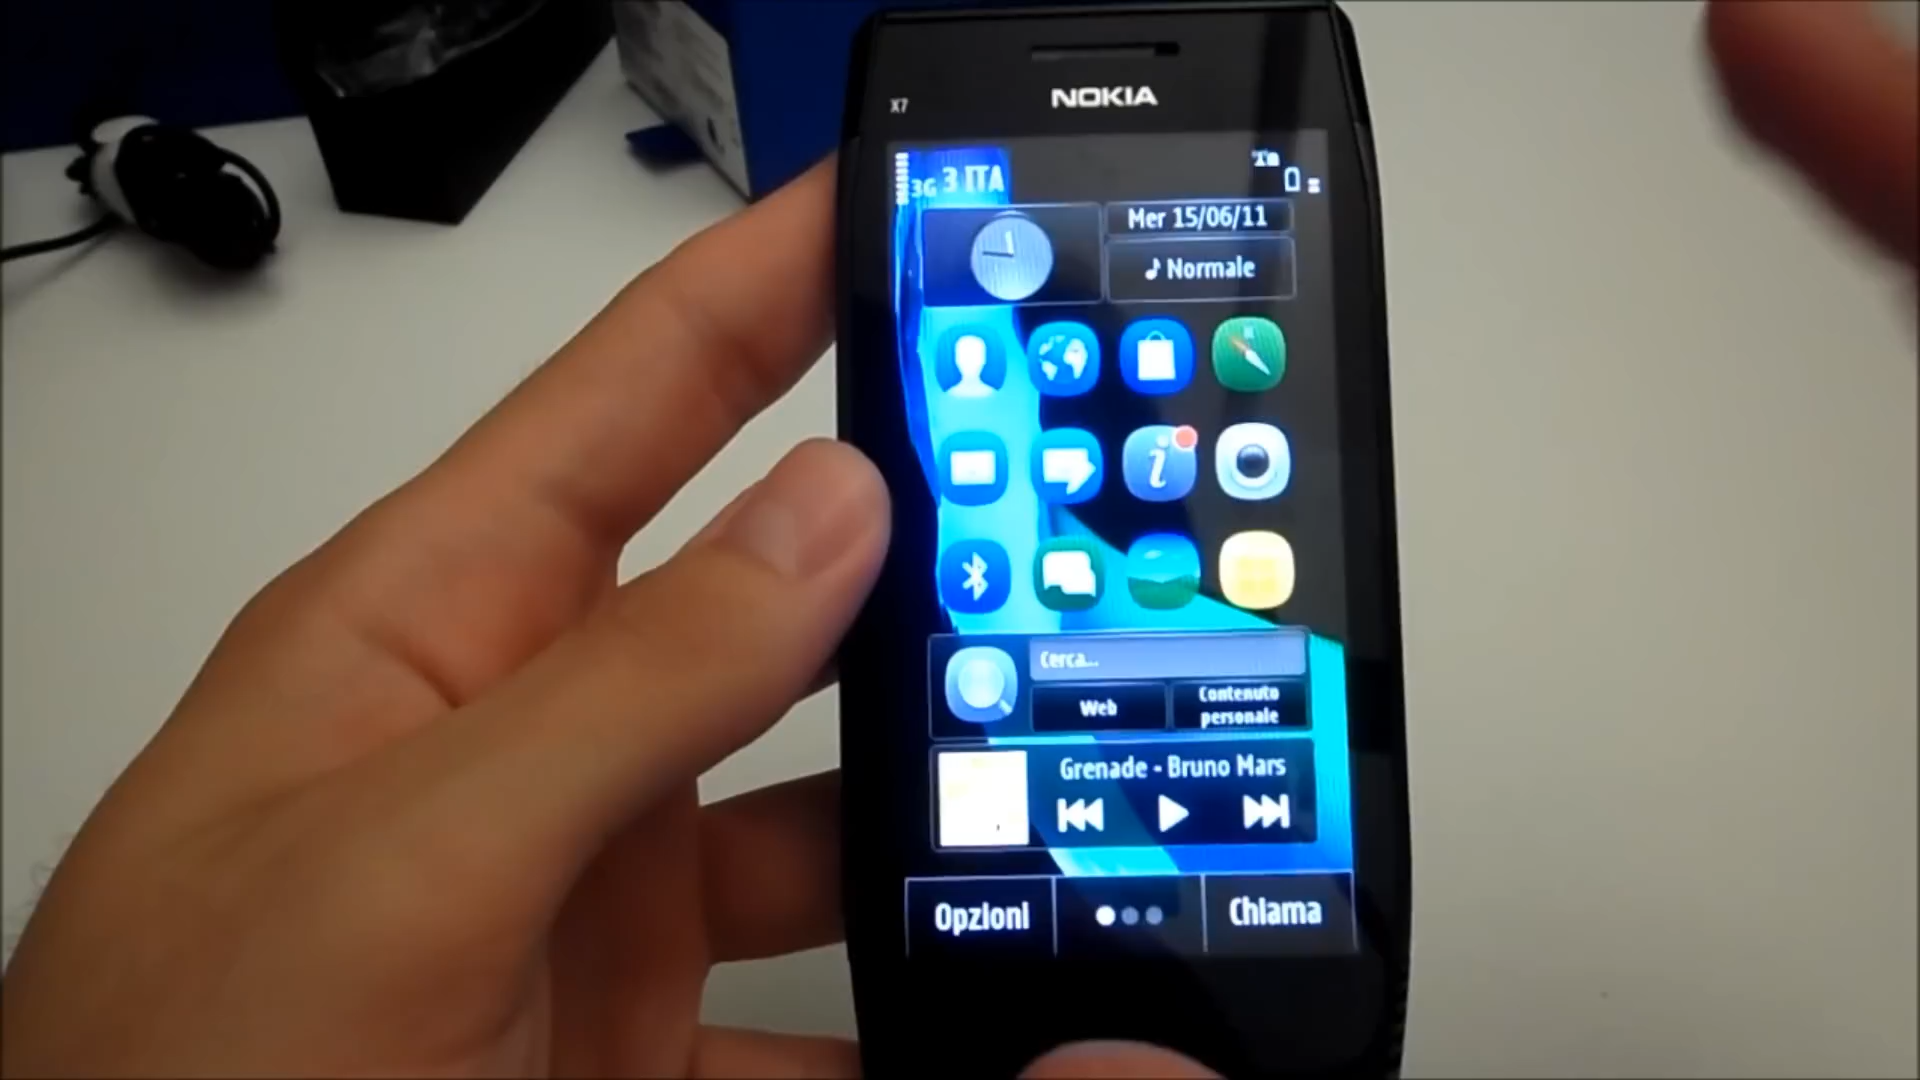 X7
NOKIA
3G 3 ITA
Mer 15/06/11
Normale
Cerca...
Web
Contenuto
personale
Grenade - Bruno Mars
Opzioni
Chiama